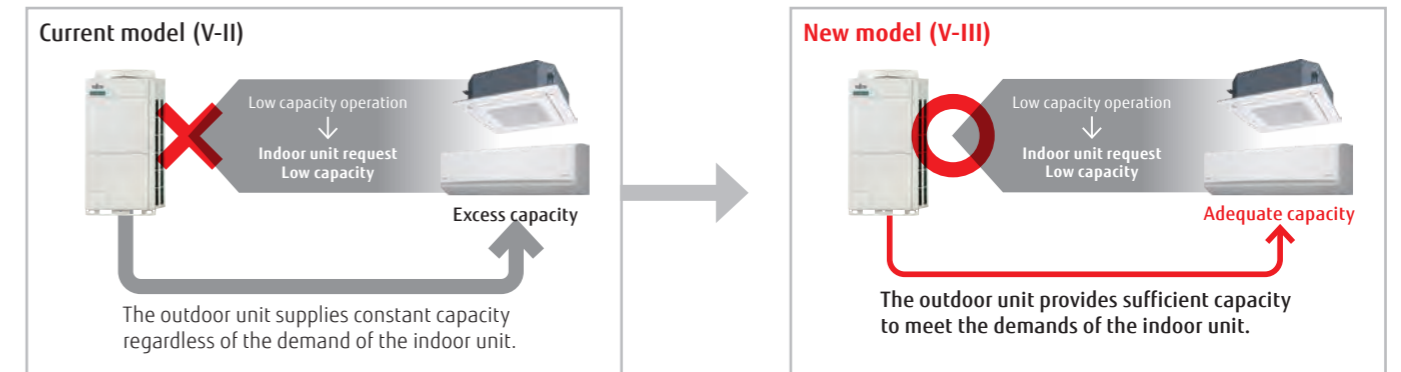 Current model (V-II)
Low capacity operation
Indoor unit request
Low capacity
Excess capacity
The outdoor unit supplies constant capacity
regardless of the demand of the indoor unit.
New model (V-III)
Low capacity operation
Indoor unit request
Low capacity
Adequate capacity
The outdoor unit provides sufficient capacity
to meet the demands of the indoor unit.